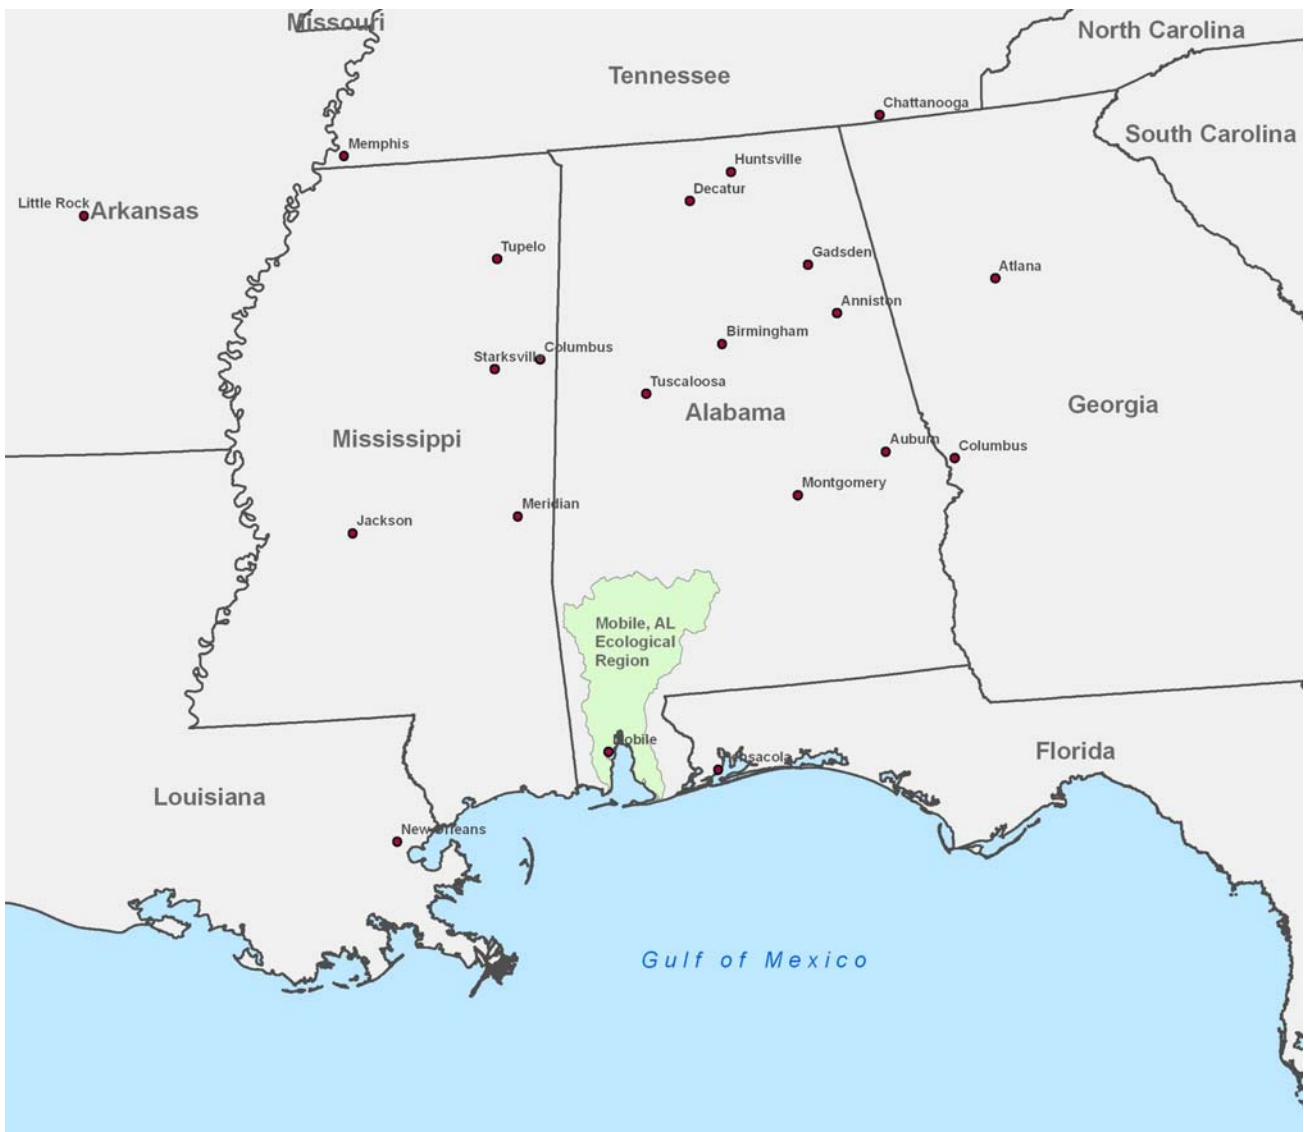 Missouri
North Carolina
Tennessee
Chattanooga
South Carolina
Memphis
Huntsville
Decatur
Little Rock
Arkansas
Tupelo
Gadsden
Atlana
Anniston
Birmingham
Columbus
Starksville
Tuscaloosa
Alabama
Georgia
Mississippi
Auburn
Columbus
Montgomery
Meridian
Jackson
Mobile, AL
Ecological
Region
Mobile
Pensacola
Florida
Louisiana
New Orleans
Gulf of Mexico